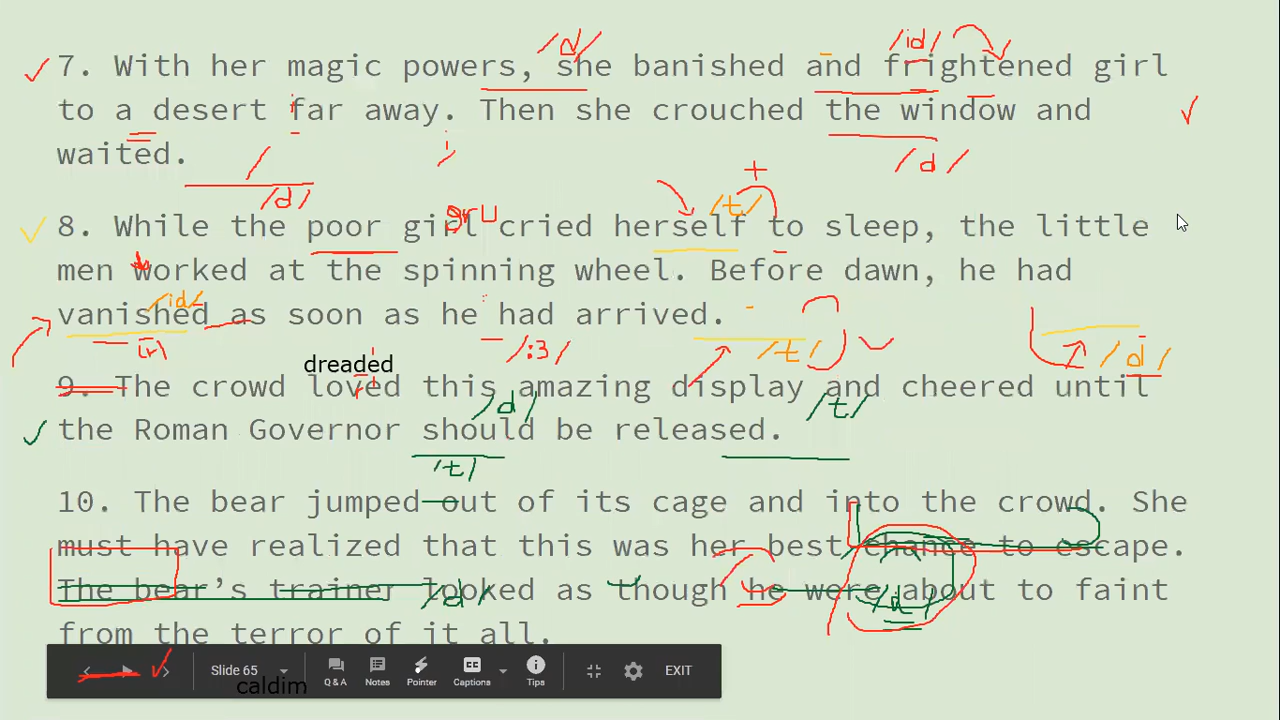 /d/ /id/
7. With her magic powers, she banished and frightened girl
to a desert far away. Then she crouched the window and
waited.
/d/ /d/
/t/ +
gru
8. While the poor girl cried herself to sleep, the little
men worked at the spinning wheel. Before dawn, he had
/id/
vanished as soon as he had arrived.
/:3/ /t/ /d/
dreaded
9. The crowd loved this amazing display and cheered until
/d/ /t/
the Roman Governor should be released.
/t/
10. The bear jumped out of its cage and into the crowd. She
must have realized that this was her best chance to escape.
The bear's trainer looked as though he were about to faint
/d/ /d/
from the terror of it all.
Slide 65 Q & A Notes Pointer Captions Tips EXIT
caldim